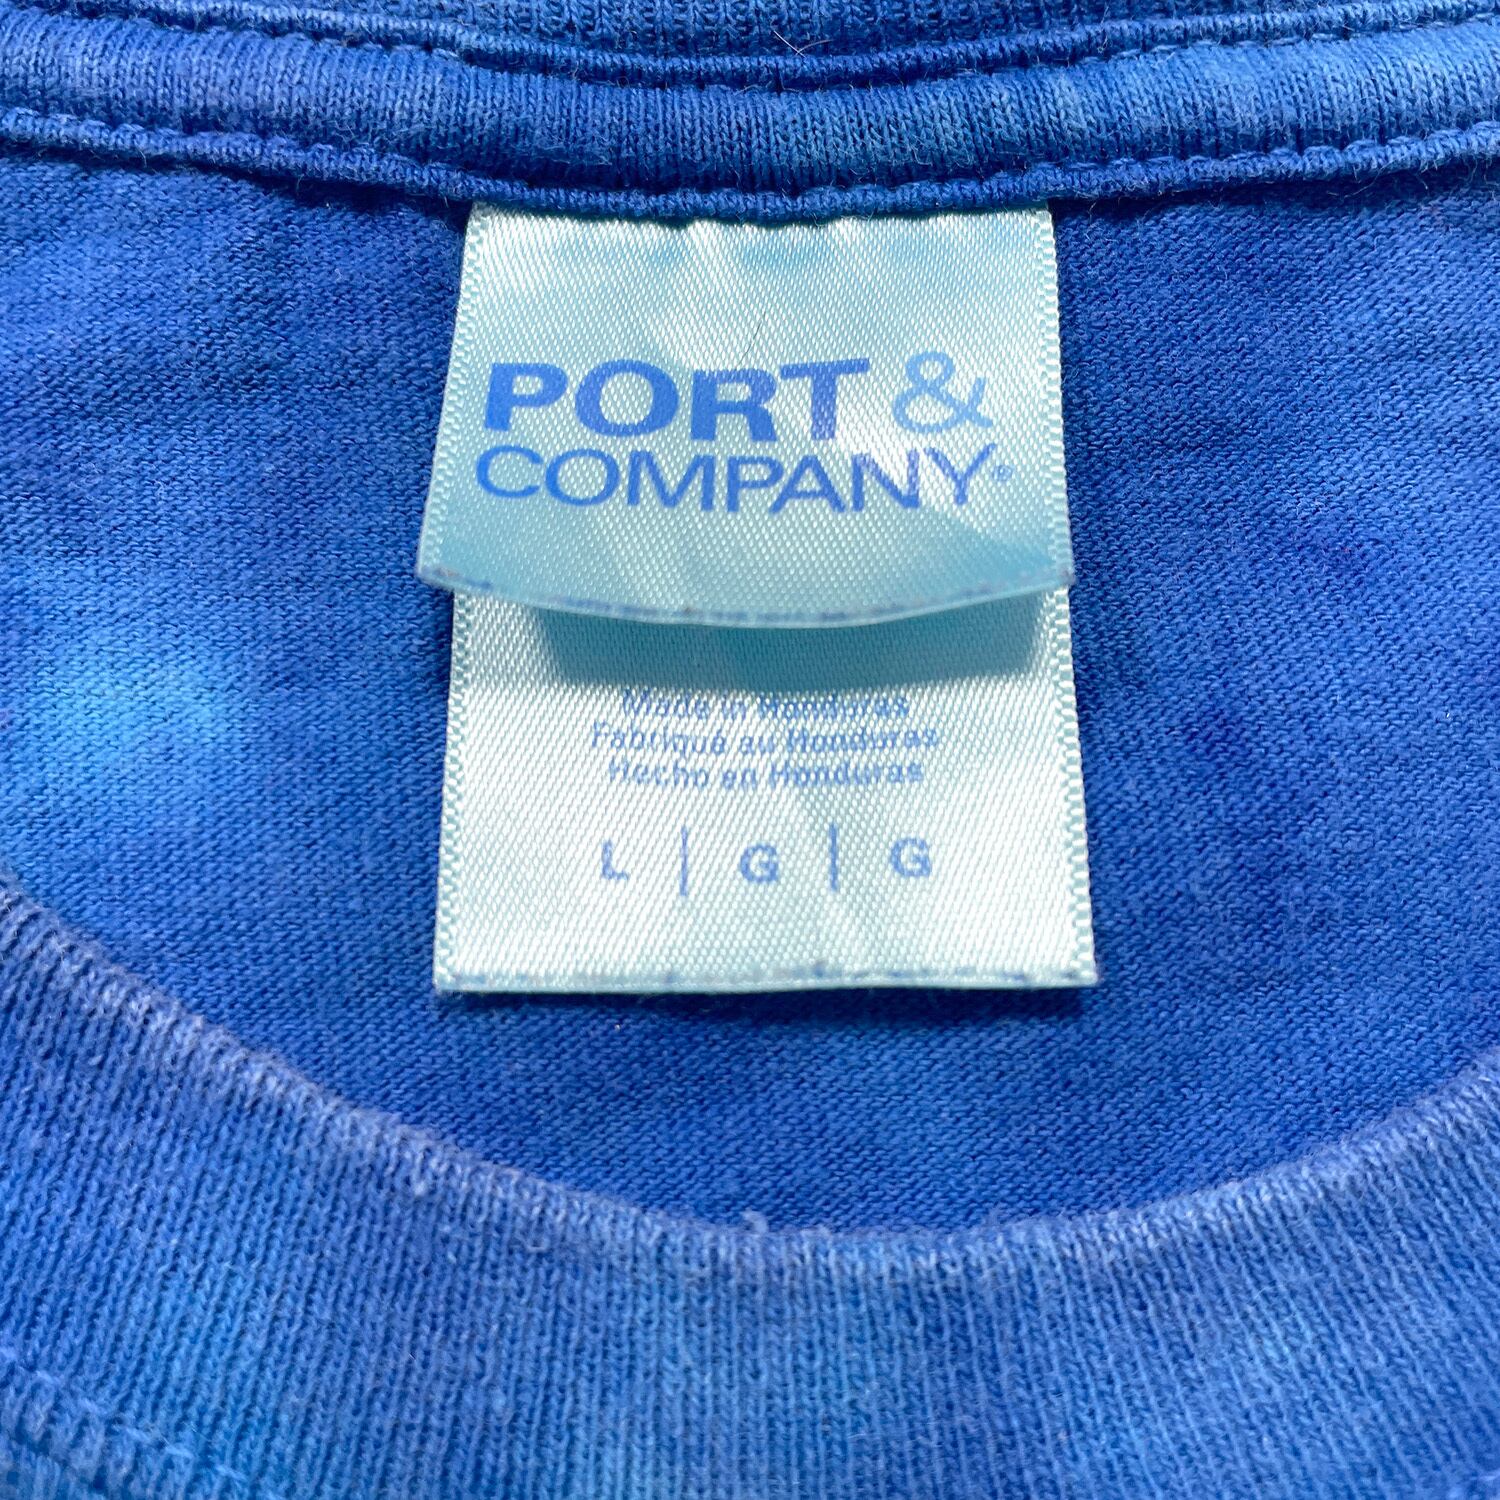 PORT &
COMPANY®
Made in Honduras
Fabriqué au Honduras
Hecho en Honduras
L | G | G